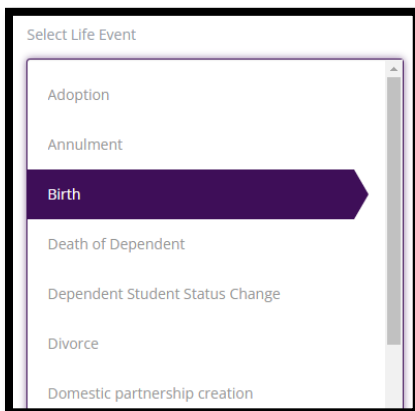 Select Life Event
Adoption
Annulment
Birth
Death of Dependent
Dependent Student Status Change
Divorce
Domestic partnership creation